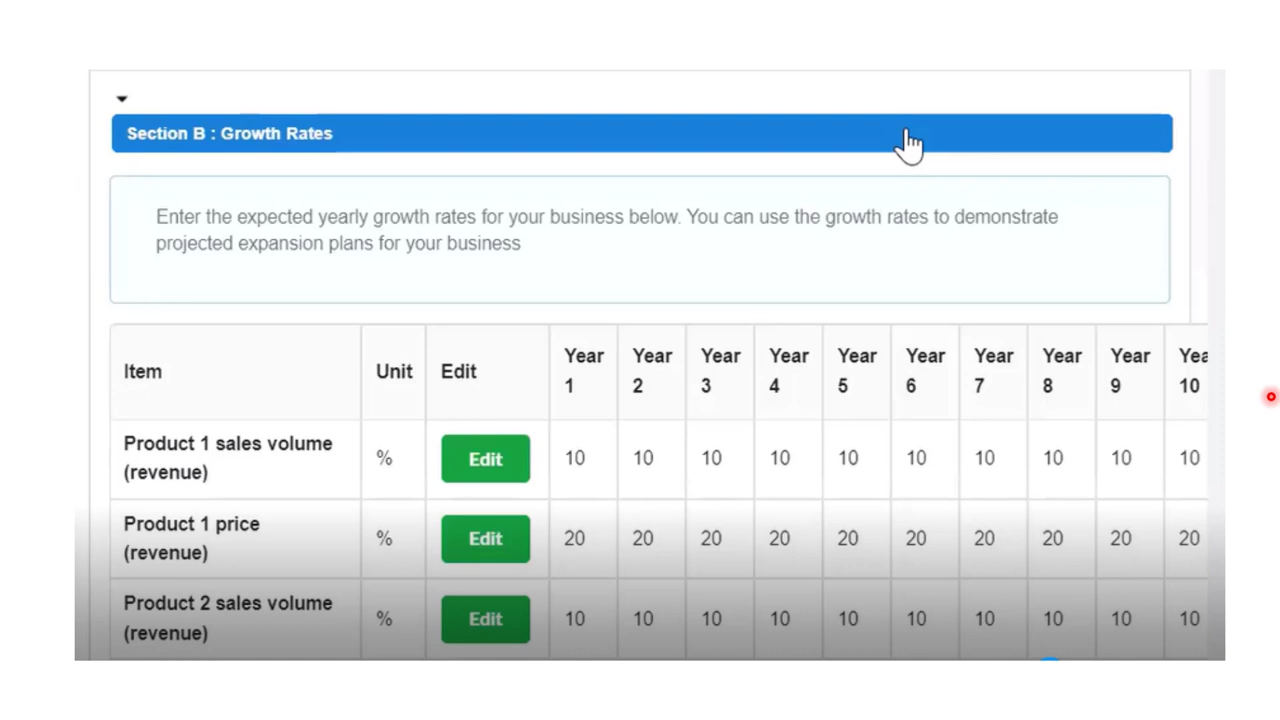 Section B : Growth Rates
Enter the expected yearly growth rates for your business below. You can use the growth rates to demonstrate
projected expansion plans for your business
Item Unit Edit Year 1 Year 2 Year 3 Year 4 Year 5 Year 6 Year 7 Year 8 Year 9 10
Product 1 sales volume (revenue) % Edit 10 10 10 10 10 10 10 10 10 10
Product 1 price (revenue) % Edit 20 20 20 20 20 20 20 20 20 20
Product 2 sales volume (revenue) % Edit 10 10 10 10 10 10 10 10 10 10